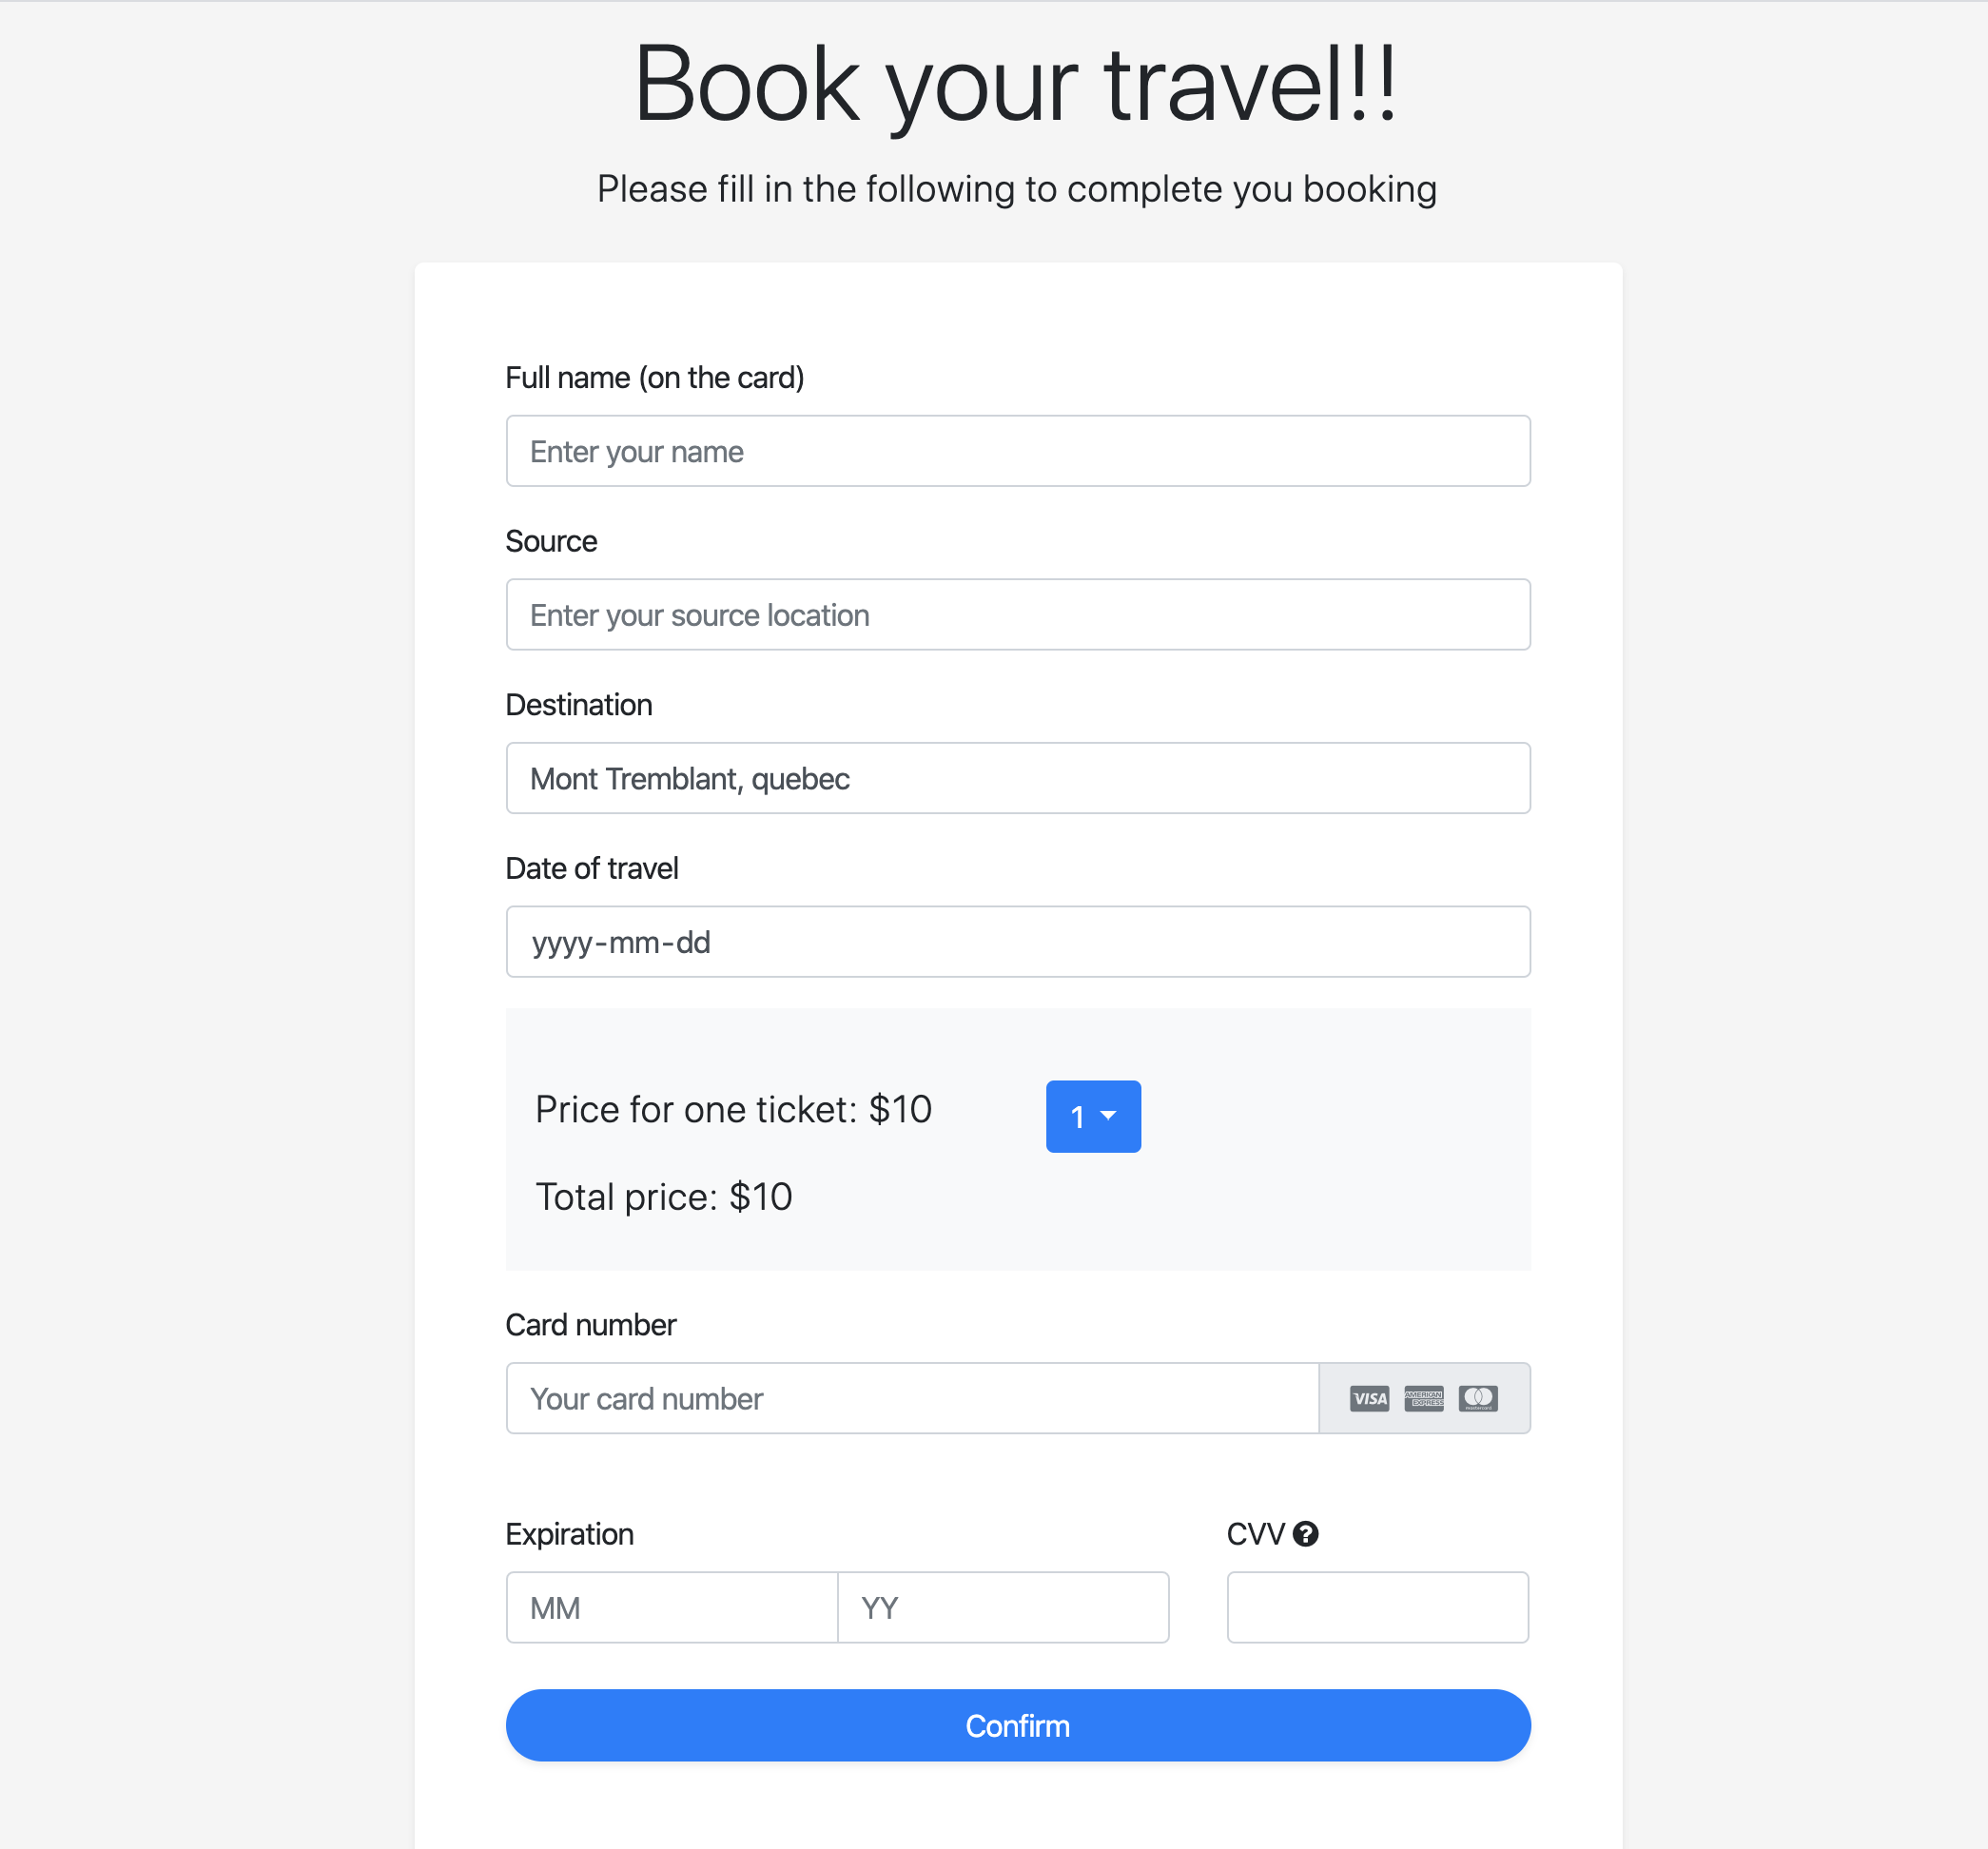 Book your travel!!
Please fill in the following to complete you booking
Full name (on the card)
Enter your name
Source
Enter your source location
Destination
Mont Tremblant, quebec
Date of travel
yyyy-mm-dd
Price for one ticket: $10
1
Total price: $10
Card number
Your card number
VISA
AMERICAN EXPRESS
mastercard
Expiration
CVV ?
MM
YY
Confirm